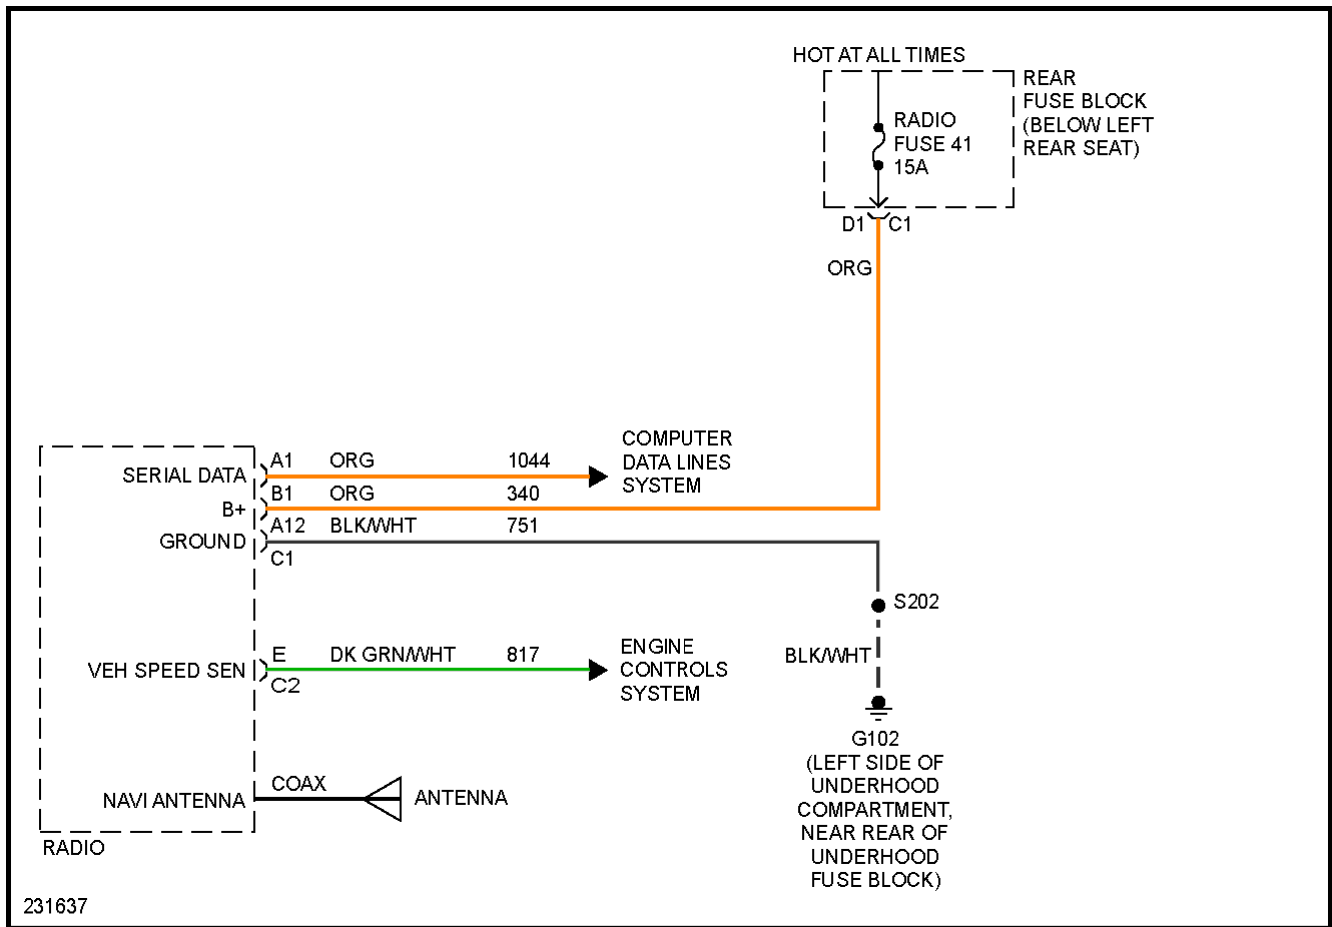 HOT AT ALL TIMES
REAR
FUSE BLOCK
(BELOW LEFT
REAR SEAT)
RADIO
FUSE 41
15A
D1 C1
ORG
COMPUTER
DATA LINES
SYSTEM
SERIAL DATA A1 ORG 1044
B+ B1 ORG 340
GROUND A12 BLK/WHT 751
C1
S202
BLK/WHT
ENGINE
CONTROLS
SYSTEM
VEH SPEED SEN E DK GRN/WHT 817
C2
G102
(LEFT SIDE OF
UNDERHOOD
COMPARTMENT,
NEAR REAR OF
UNDERHOOD
FUSE BLOCK)
NAVI ANTENNA COAX ANTENNA
RADIO
231637